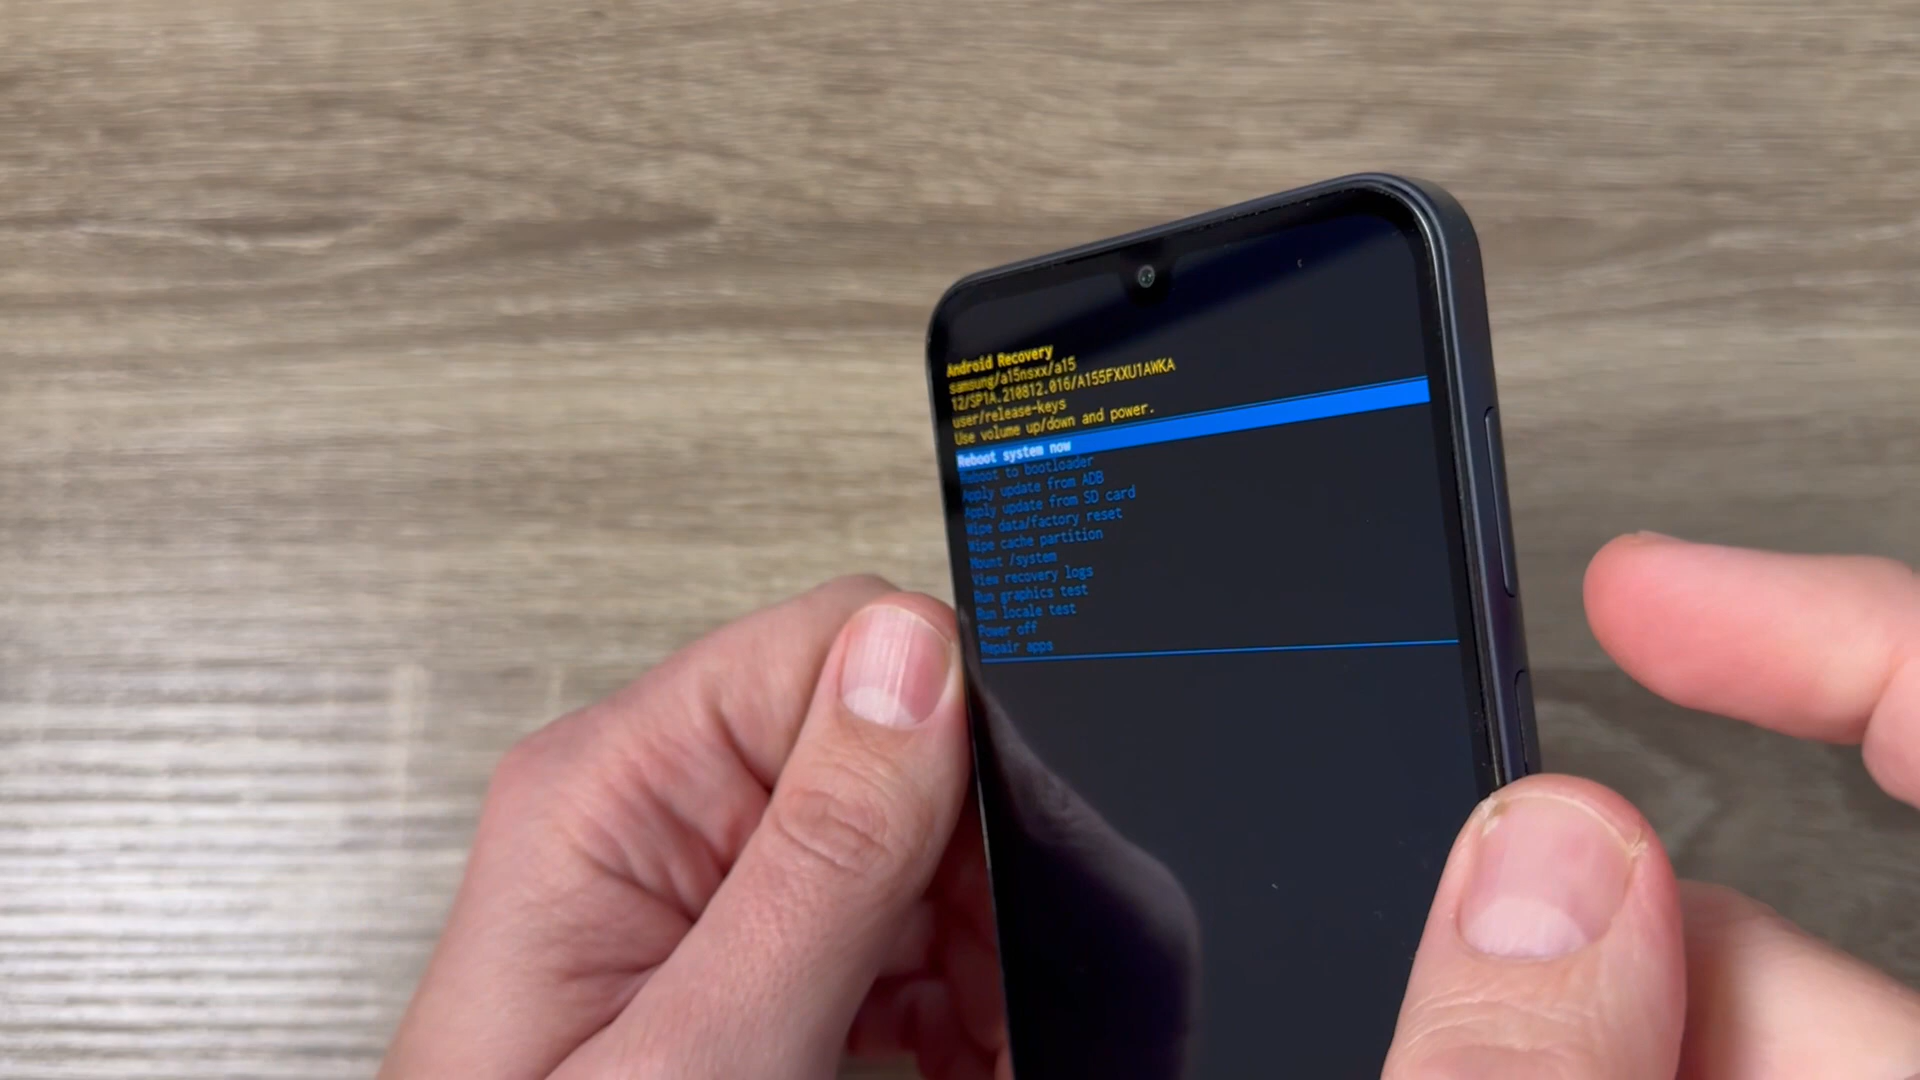 Android Recovery
samsung/a15nsxx/a15
12/SP1A.210812.016/A155FXXU1AWKA
user/release-keys
Use volume up/down and power.
Reboot system now
Reboot to bootloader
Apply update from ADB
Apply update from SD card
Wipe data/factory reset
Wipe cache partition
Mount /system
View recovery logs
Run graphics test
Run locale test
Power off
Repair apps